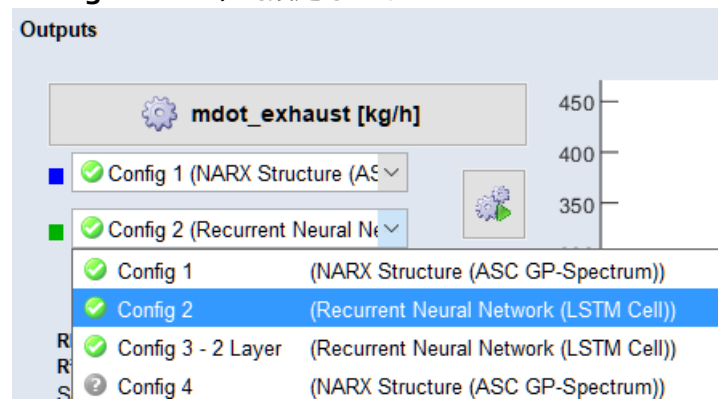 Outputs
mdot_exhaust [kg/h]
450
400
350
Config 1 (NARX Structure (AS
Config 2 (Recurrent Neural Ne
Config 1 (NARX Structure (ASC GP-Spectrum))
Config 2 (Recurrent Neural Network (LSTM Cell))
Config 3 - 2 Layer (Recurrent Neural Network (LSTM Cell))
Config 4 (NARX Structure (ASC GP-Spectrum))